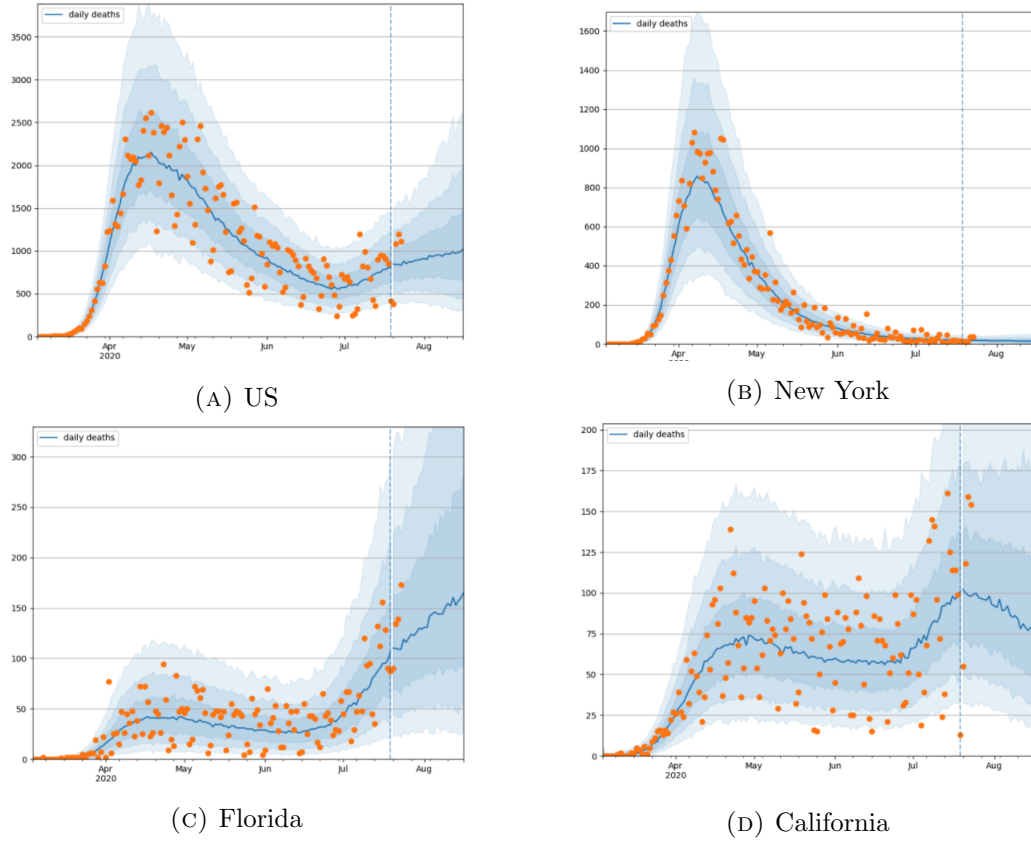 daily deaths
3500
3000
2500
2000
1500
1000
500
0
Apr
2020
May
Jun
Jul
Aug
(A) US
daily deaths
1600
1400
1200
1000
800
600
400
200
0
Apr
May
Jun
Jul
Aug
(B) New York
daily deaths
300
250
200
150
100
50
0
Apr
2020
May
Jun
Jul
Aug
(C) Florida
daily deaths
200
175
150
125
100
75
50
25
0
Apr
2020
May
Jun
Jul
Aug
(D) California